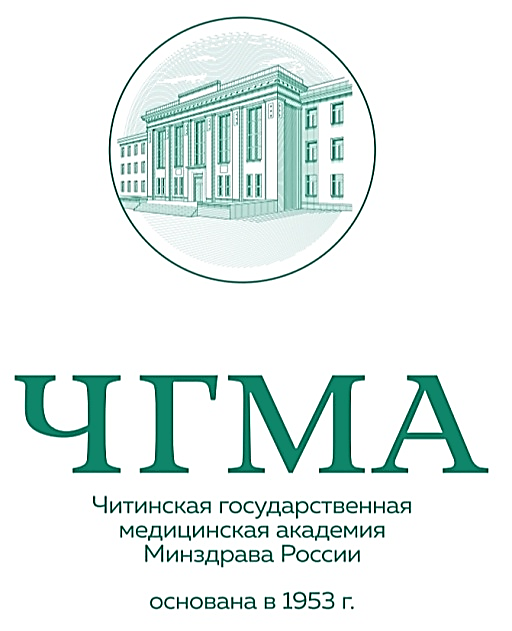 ЧГМА
Читинская государственная
медицинская академия
Минздрава России
основана в 1953 г.